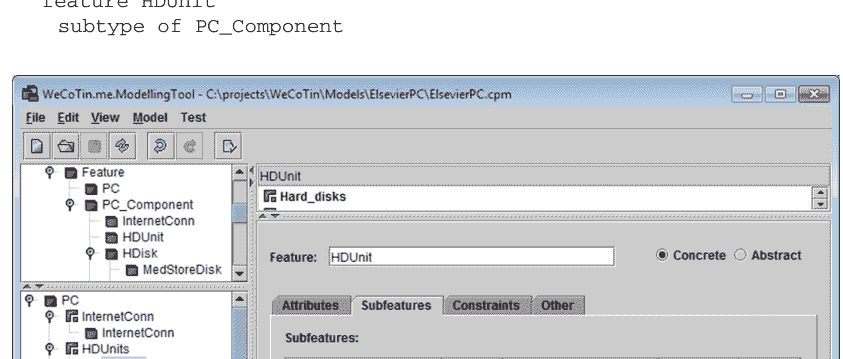 feature HDUnit
subtype of PC_Component
WeCoTin.me.ModellingTool - C:\projects\WeCoTin\Models\ElsevierPC\ElsevierPC.cpm
File Edit View Model Test
Feature
PC
PC_Component
InternetConn
HDUnit
HDisk
MedStoreDisk
HDUnit
Hard_disks
Feature: HDUnit Concrete Abstract
Attributes Subfeatures Constraints Other
Subfeatures:
PC
InternetConn
InternetConn
HDUnits